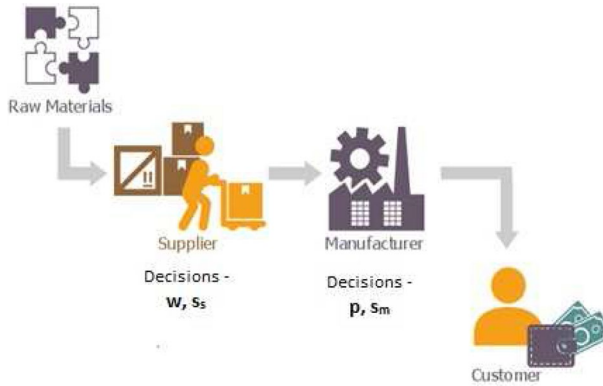 Raw Materials
Supplier
Decisions -
w, sₛ
Manufacturer
Decisions -
p, sₘ
Customer